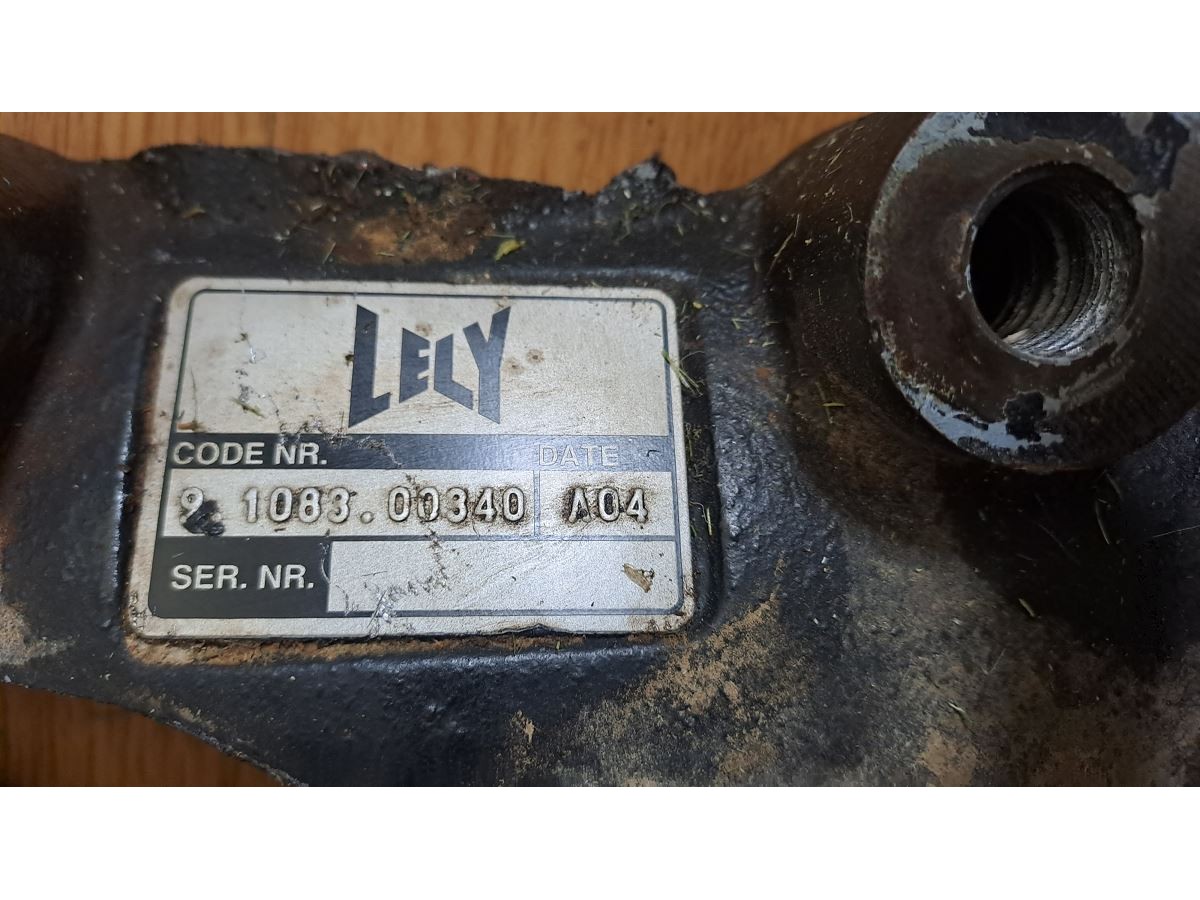 LELY
CODE NR. DATE
9.1083.00340 A04
SER. NR.